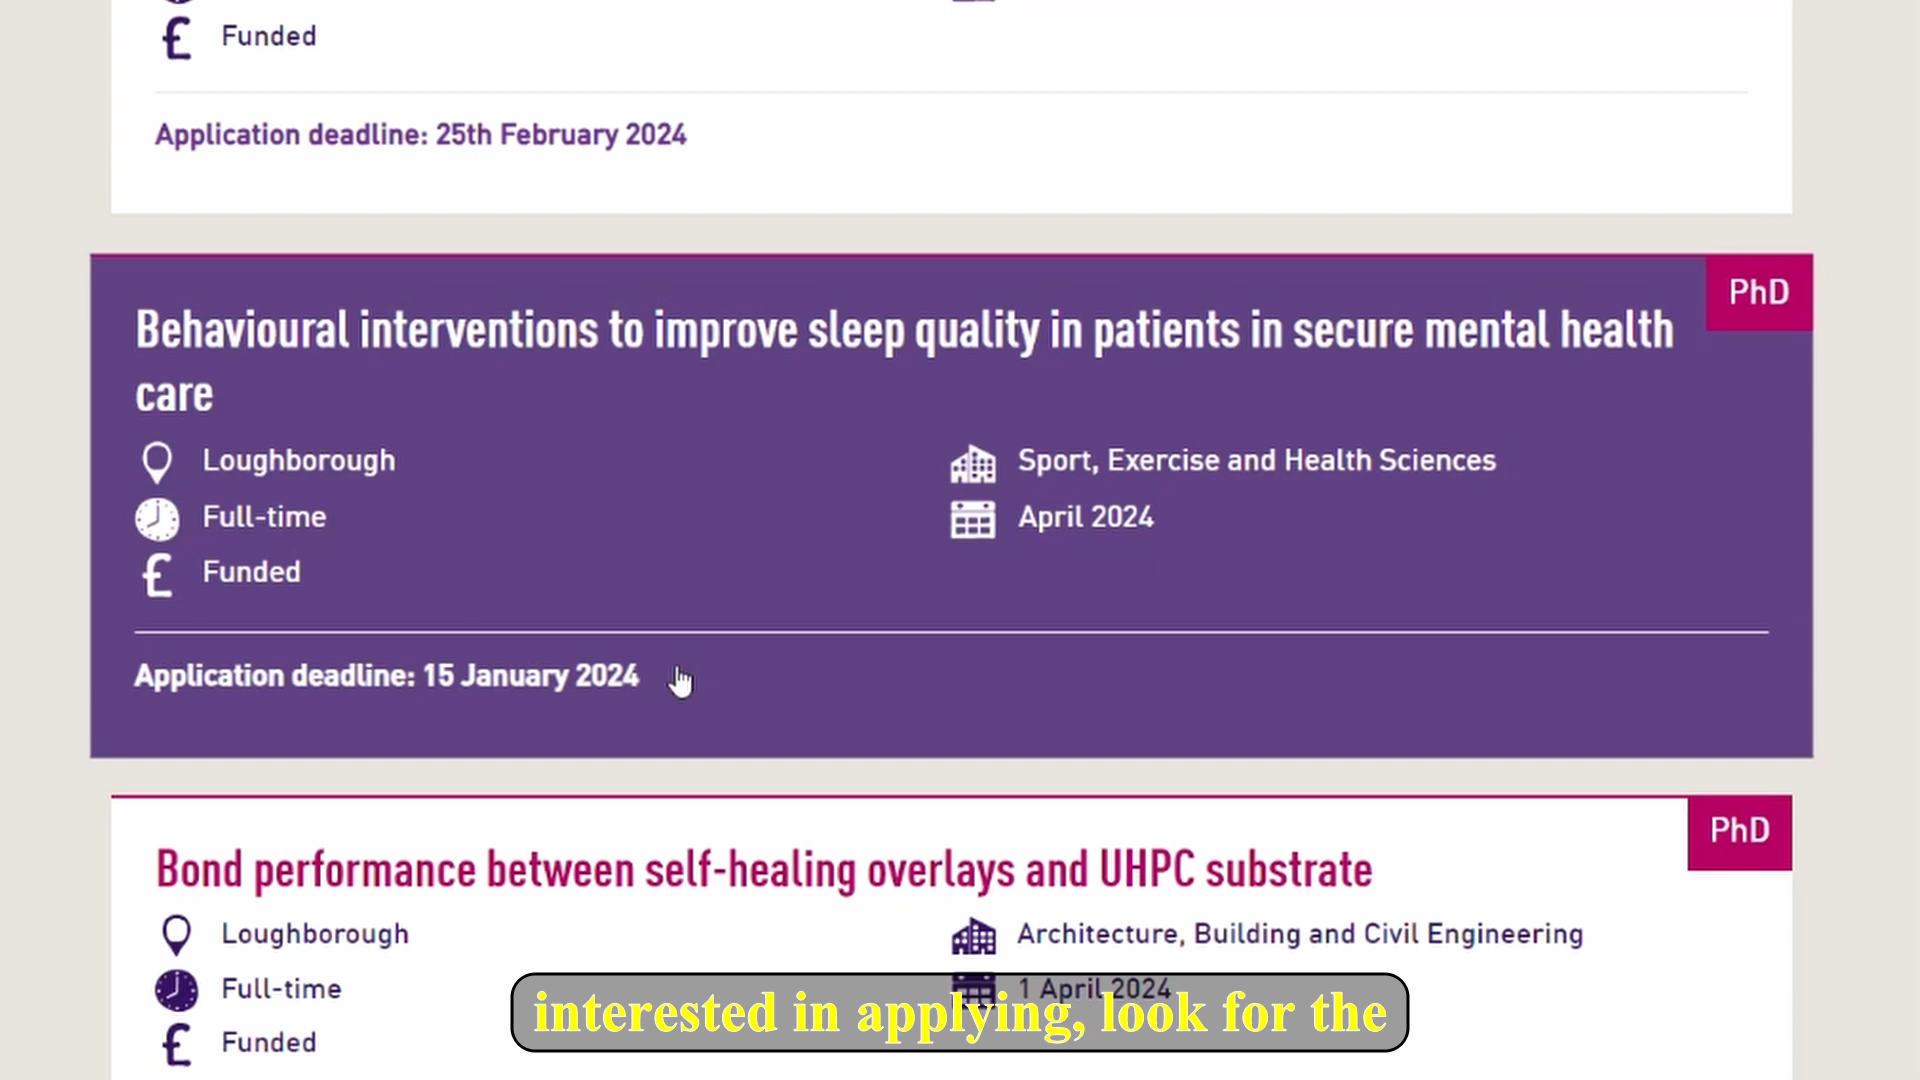 Funded
Application deadline: 25th February 2024
PhD
Behavioural interventions to improve sleep quality in patients in secure mental health
care
Loughborough
Sport, Exercise and Health Sciences
Full-time
April 2024
Funded
Application deadline: 15 January 2024
PhD
Bond performance between self-healing overlays and UHPC substrate
Loughborough
Architecture, Building and Civil Engineering
Full-time
1 April 2024
interested in applying, look for the
Funded